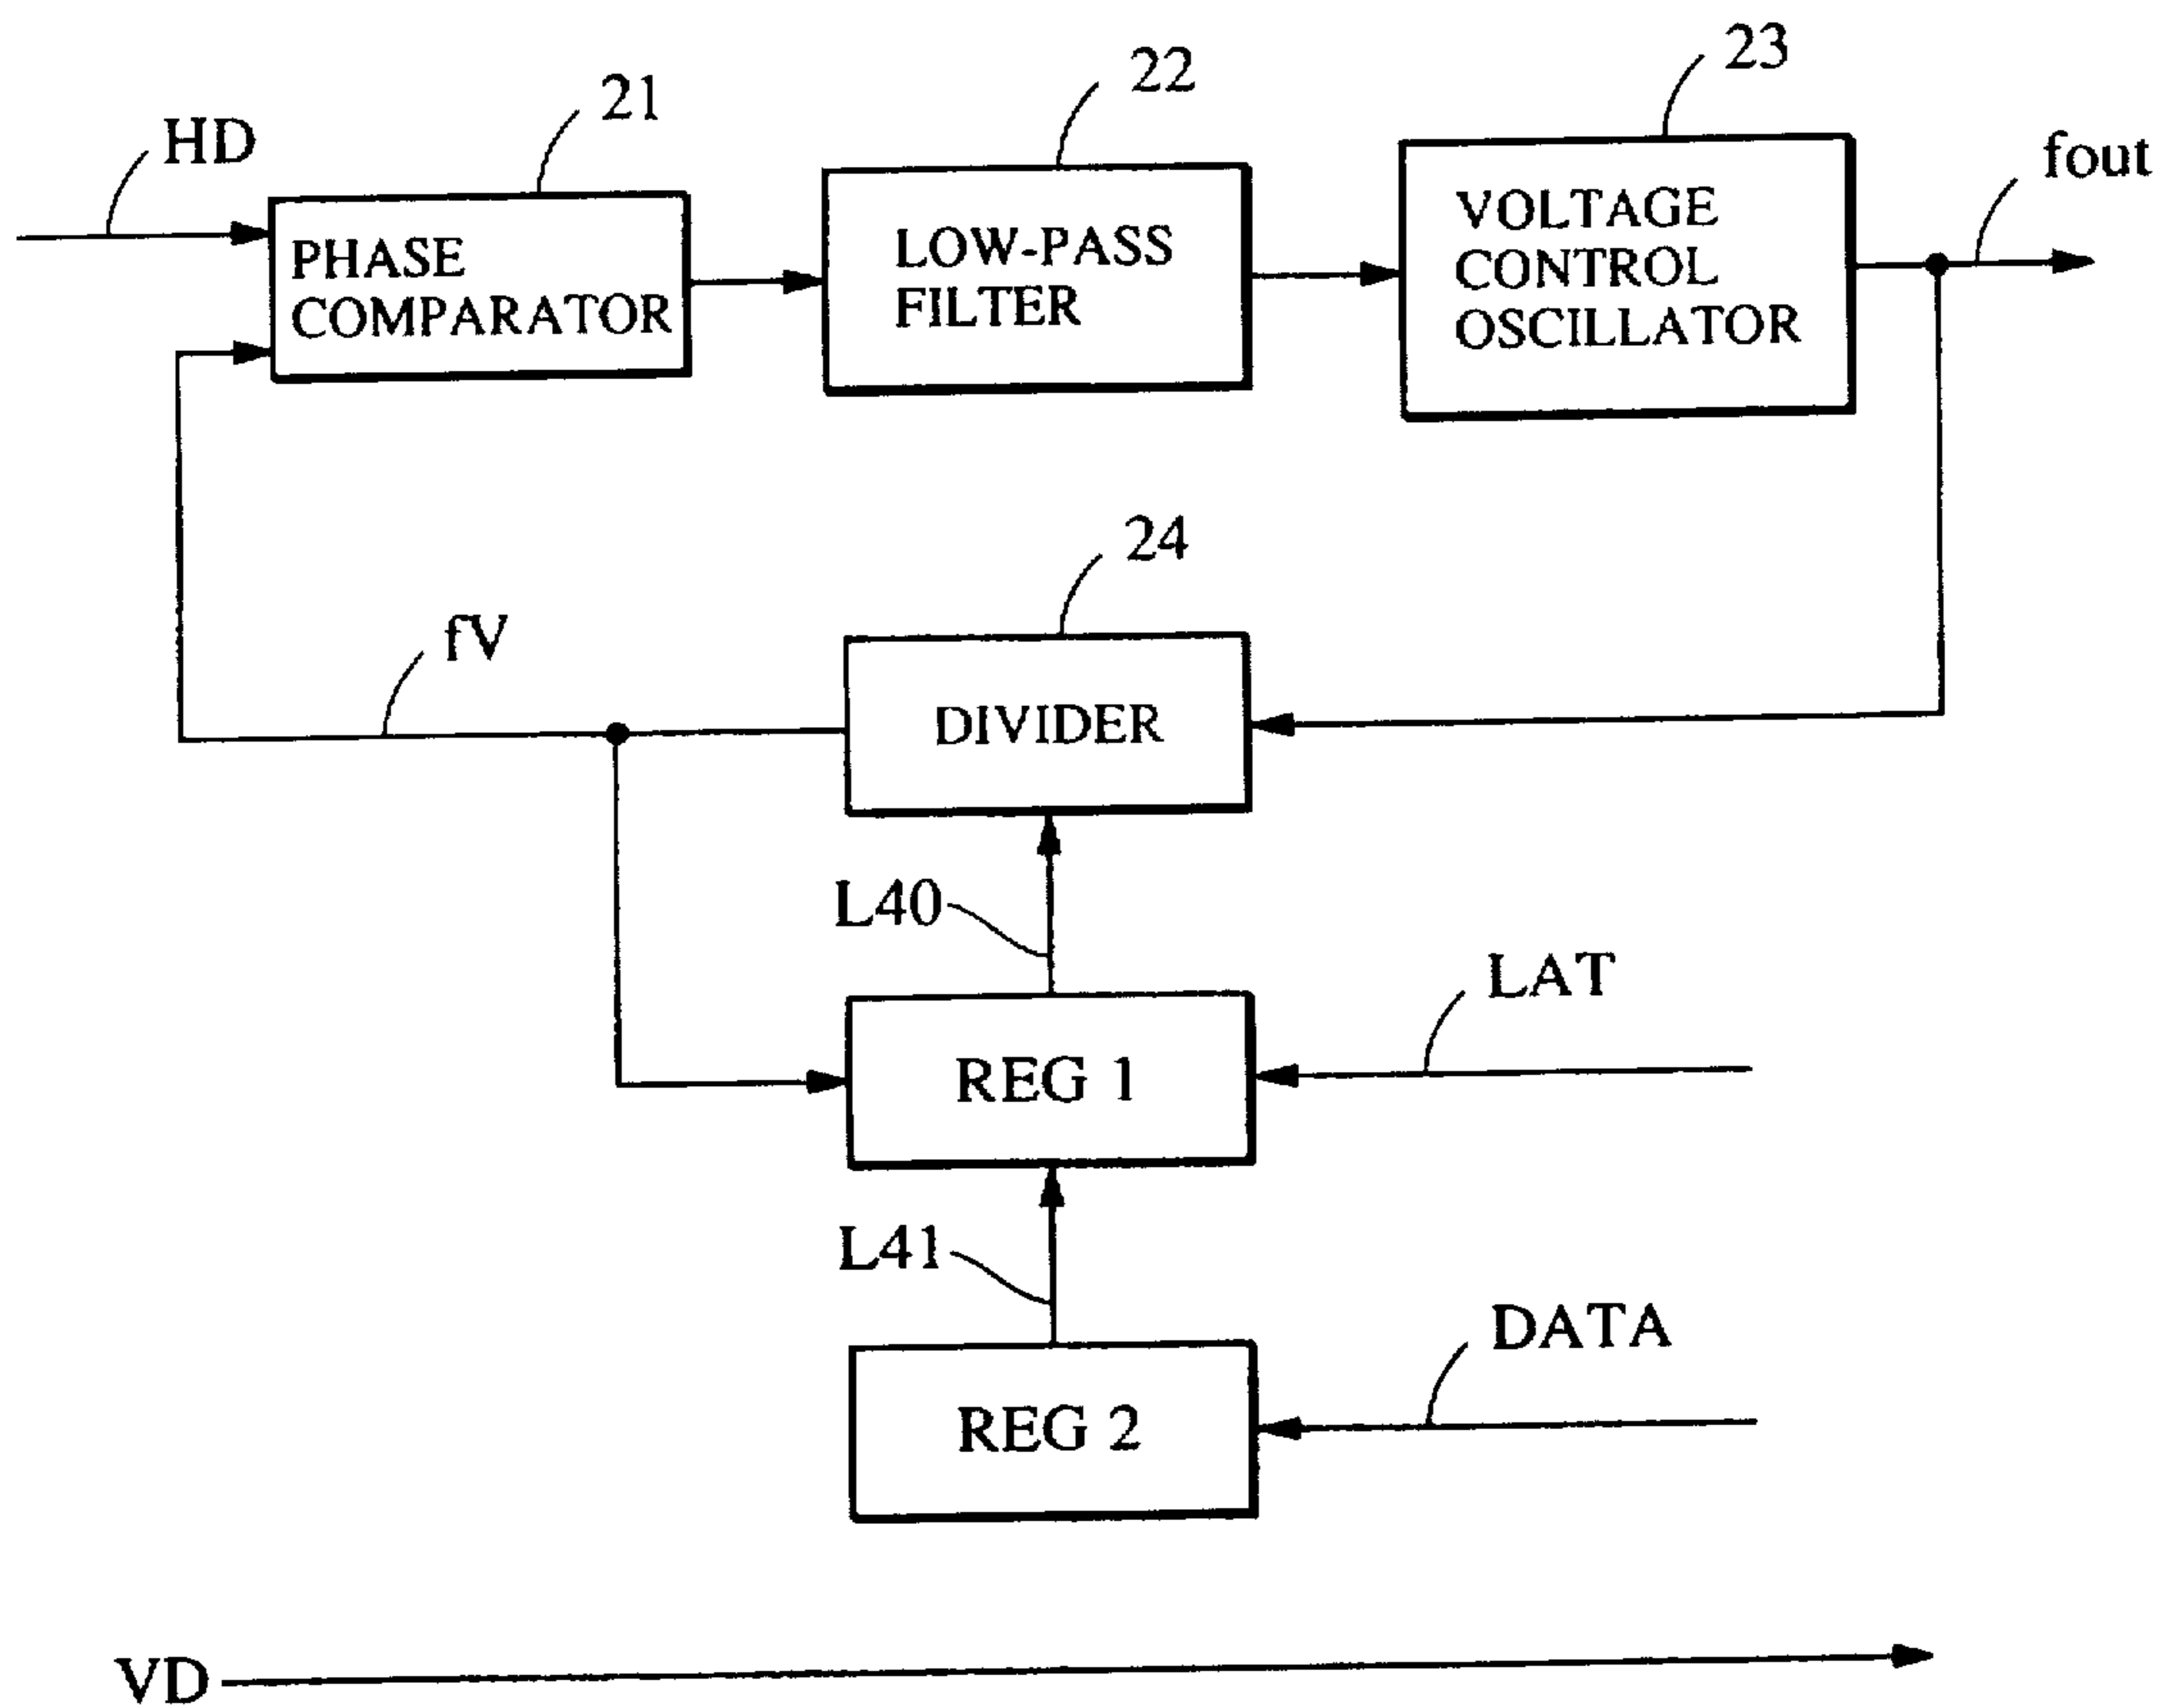 23
22
21
HD
fout
PHASE
COMPARATOR
LOW-PASS
FILTER
VOLTAGE
CONTROL
OSCILLATOR
24
fV
DIVIDER
L40
LAT
REG 1
L41
DATA
REG 2
VD